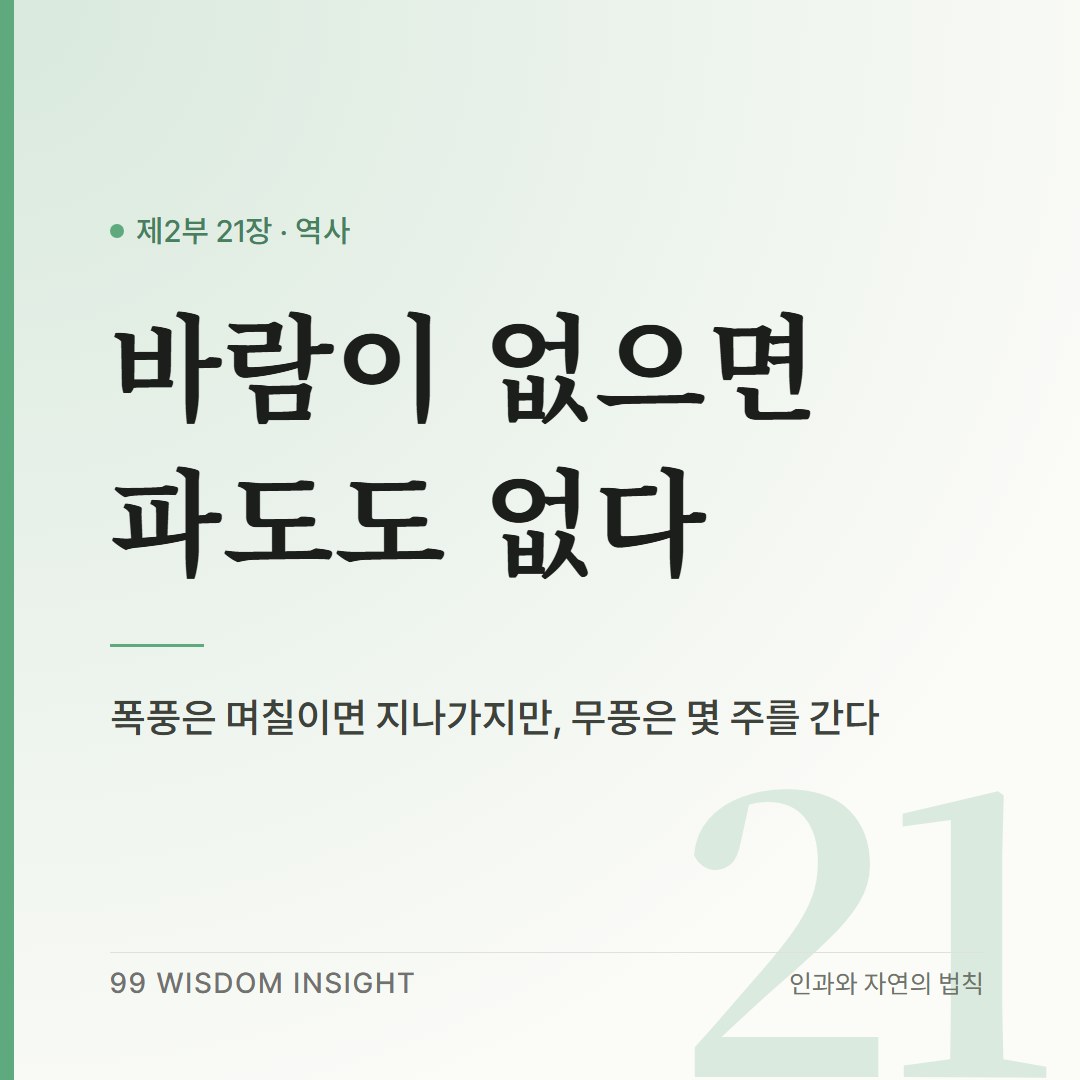 제2부 21장 · 역사
바람이 없으면
파도도 없다
폭풍은 며칠이면 지나가지만, 무풍은 몇 주를 간다
21
99 WISDOM INSIGHT
인과와 자연의 법칙